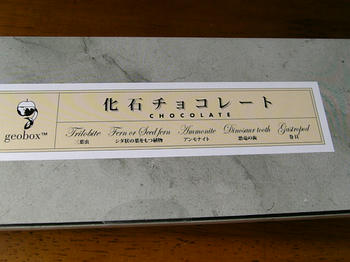 化石チョコレート
CHOCOLATE
geobox™
Trilobite Fern or Seed fern Ammonite Dinosaur tooth Gastropod
三葉虫 シダ状の葉をもつ植物 アンモナイト 恐竜の歯 巻貝